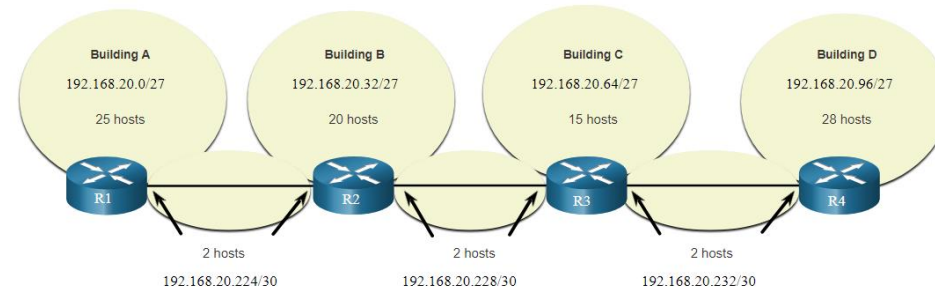 Building A
192.168.20.0/27
25 hosts
Building B
192.168.20.32/27
20 hosts
Building C
192.168.20.64/27
15 hosts
Building D
192.168.20.96/27
28 hosts
R1
R2
R3
R4
2 hosts
192.168.20.224/30
2 hosts
192.168.20.228/30
2 hosts
192.168.20.232/30